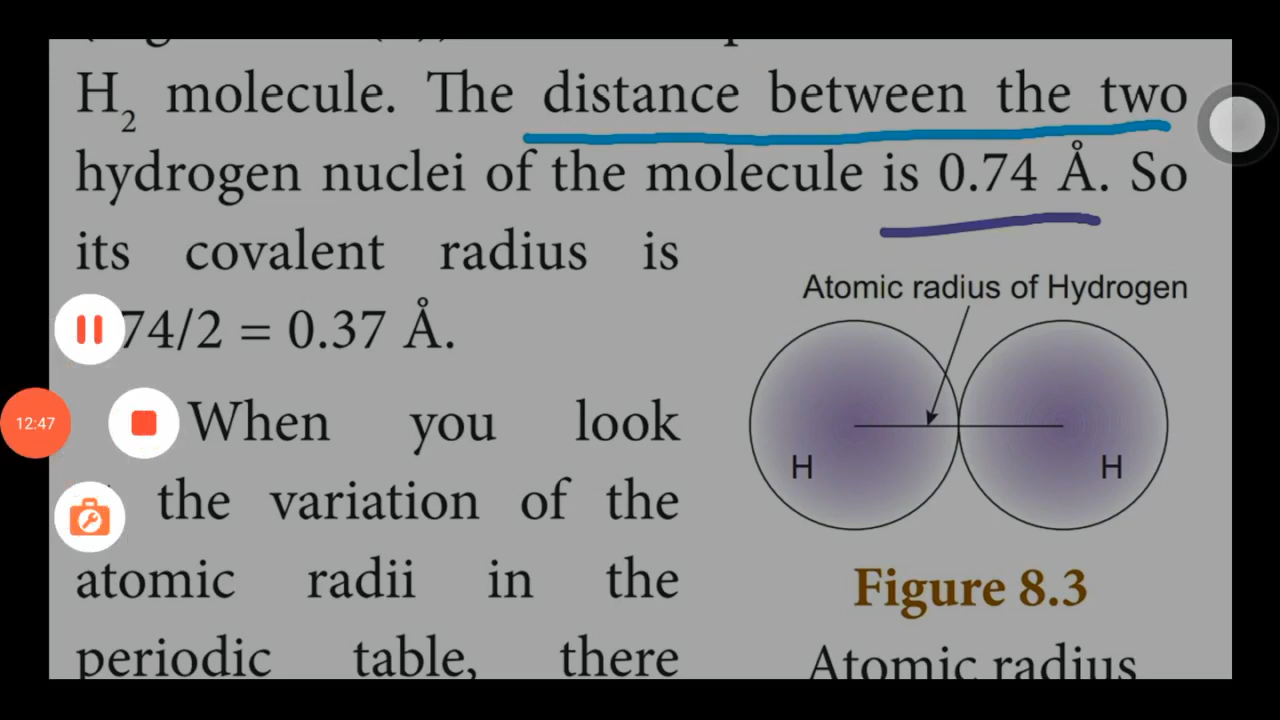 H₂ molecule. The distance between the two
hydrogen nuclei of the molecule is 0.74 Å. So
its covalent radius is
74/2 = 0.37 Å.
When you look
the variation of the
atomic radii in the
periodic table, there
Atomic radius of Hydrogen
H H
Figure 8.3
Atomic radius
12:47